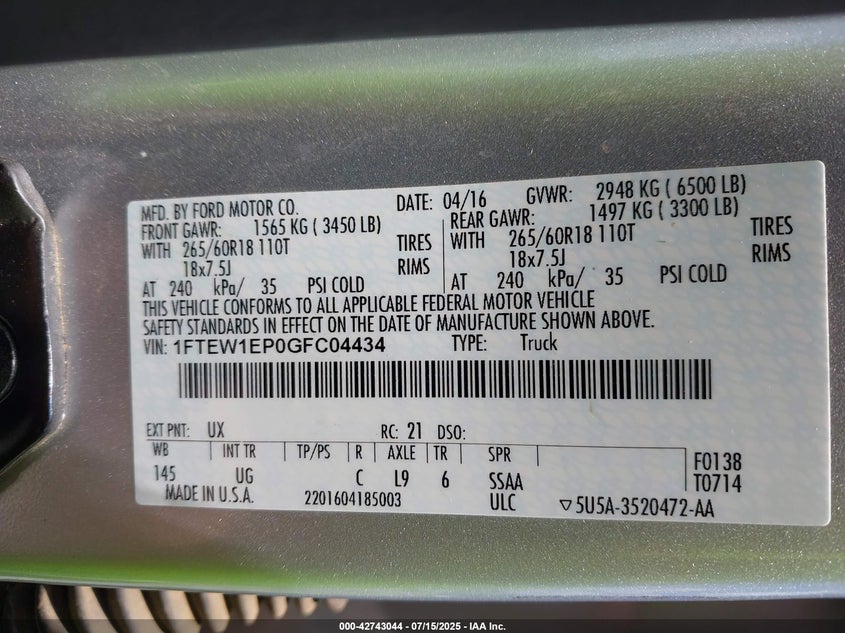 MFD. BY FORD MOTOR CO. DATE: 04/16 GVWR: 2948 KG ( 6500 LB)
FRONT GAWR: 1565 KG ( 3450 LB) REAR GAWR: 1497 KG ( 3300 LB)
WITH 265/60R18 110T TIRES WITH 265/60R18 110T TIRES
18x7.5J RIMS 18x7.5J RIMS
AT 240 kPa/ 35 PSI COLD AT 240 kPa/ 35 PSI COLD
THIS VEHICLE CONFORMS TO ALL APPLICABLE FEDERAL MOTOR VEHICLE
SAFETY STANDARDS IN EFFECT ON THE DATE OF MANUFACTURE SHOWN ABOVE.
VIN: 1FTEW1EP0GFC04434 TYPE: Truck
EXT PNT: UX RC: 21 DSO:
WB INT TR TP/PS R AXLE TR SPR F0138
145 UG C L9 6 SSAA T0714
MADE IN U.S.A. 2201604185003 ULC ▽5U5A-3520472-AA
000-42743044 | 07/15/2025 - IAA Inc.